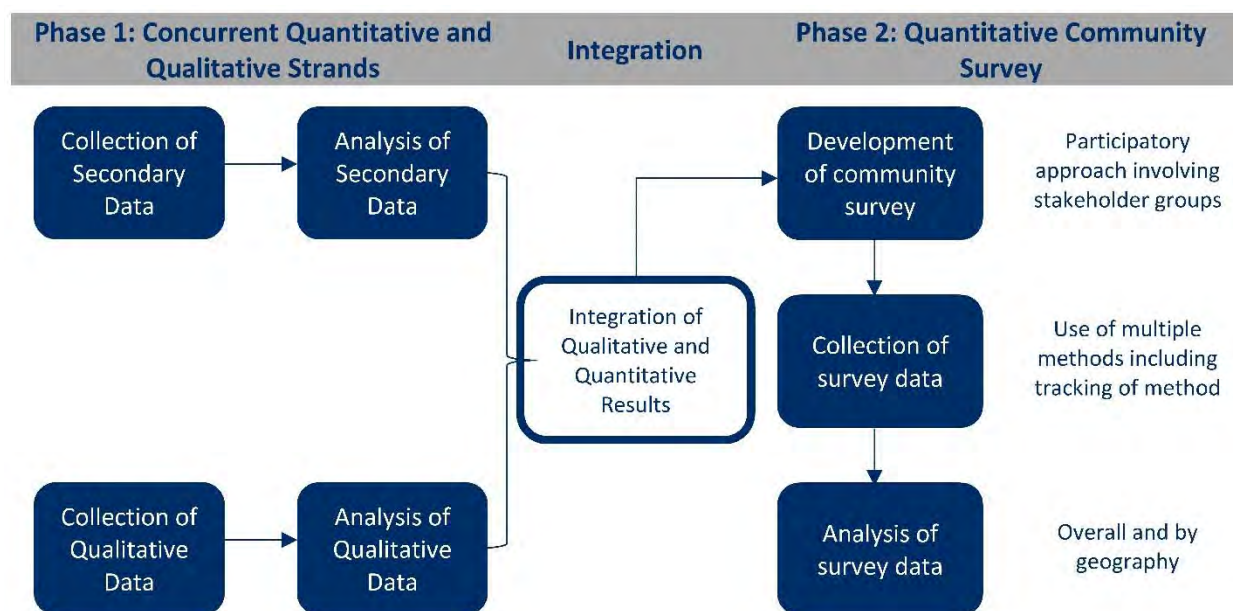 Phase 1: Concurrent Quantitative and
Qualitative Strands
Integration
Phase 2: Quantitative Community
Survey
Collection of
Secondary
Data
Analysis of
Secondary
Data
Development
of community
survey
Participatory
approach involving
stakeholder groups
Integration of
Qualitative and
Quantitative
Results
Collection of
survey data
Use of multiple
methods including
tracking of method
Collection of
Qualitative
Data
Analysis of
Qualitative
Data
Analysis of
survey data
Overall and by
geography